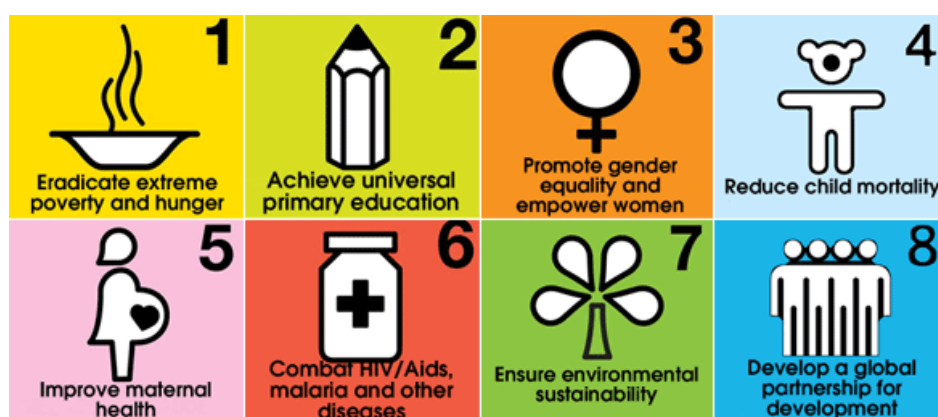 1
Eradicate extreme
poverty and hunger
2
Achieve universal
primary education
3
Promote gender
equality and
empower women
4
Reduce child mortality
5
Improve maternal
health
6
Combat HIV/Aids,
malaria and other
diseases
7
Ensure environmental
sustainability
8
Develop a global
partnership for
development